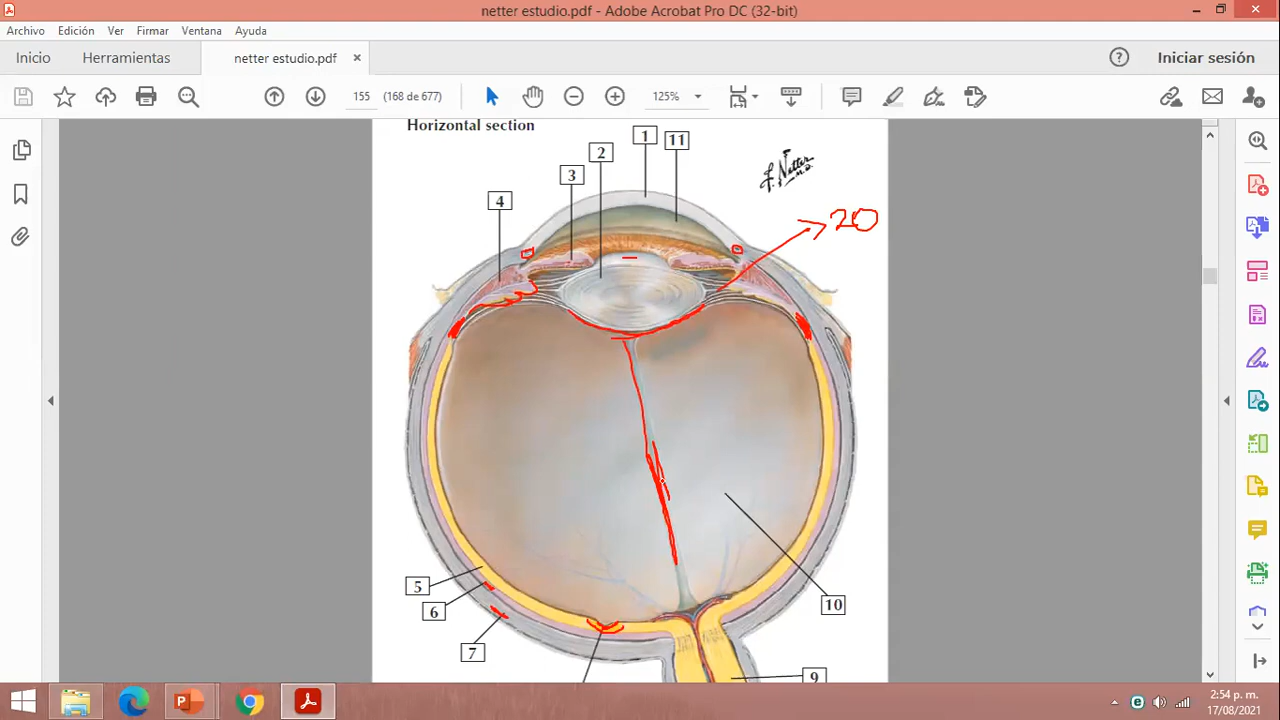 netter estudio.pdf - Adobe Acrobat Pro DC (32-bit)
Archivo Edición Ver Firmar Ventana Ayuda
Inicio Herramientas netter estudio.pdf × Iniciar sesión
155 (168 de 677) 125%
Horizontal section
1
11
2
3
F. Netter M.D.
4
20
5
10
6
7
9
2:54 p. m.
17/08/2021